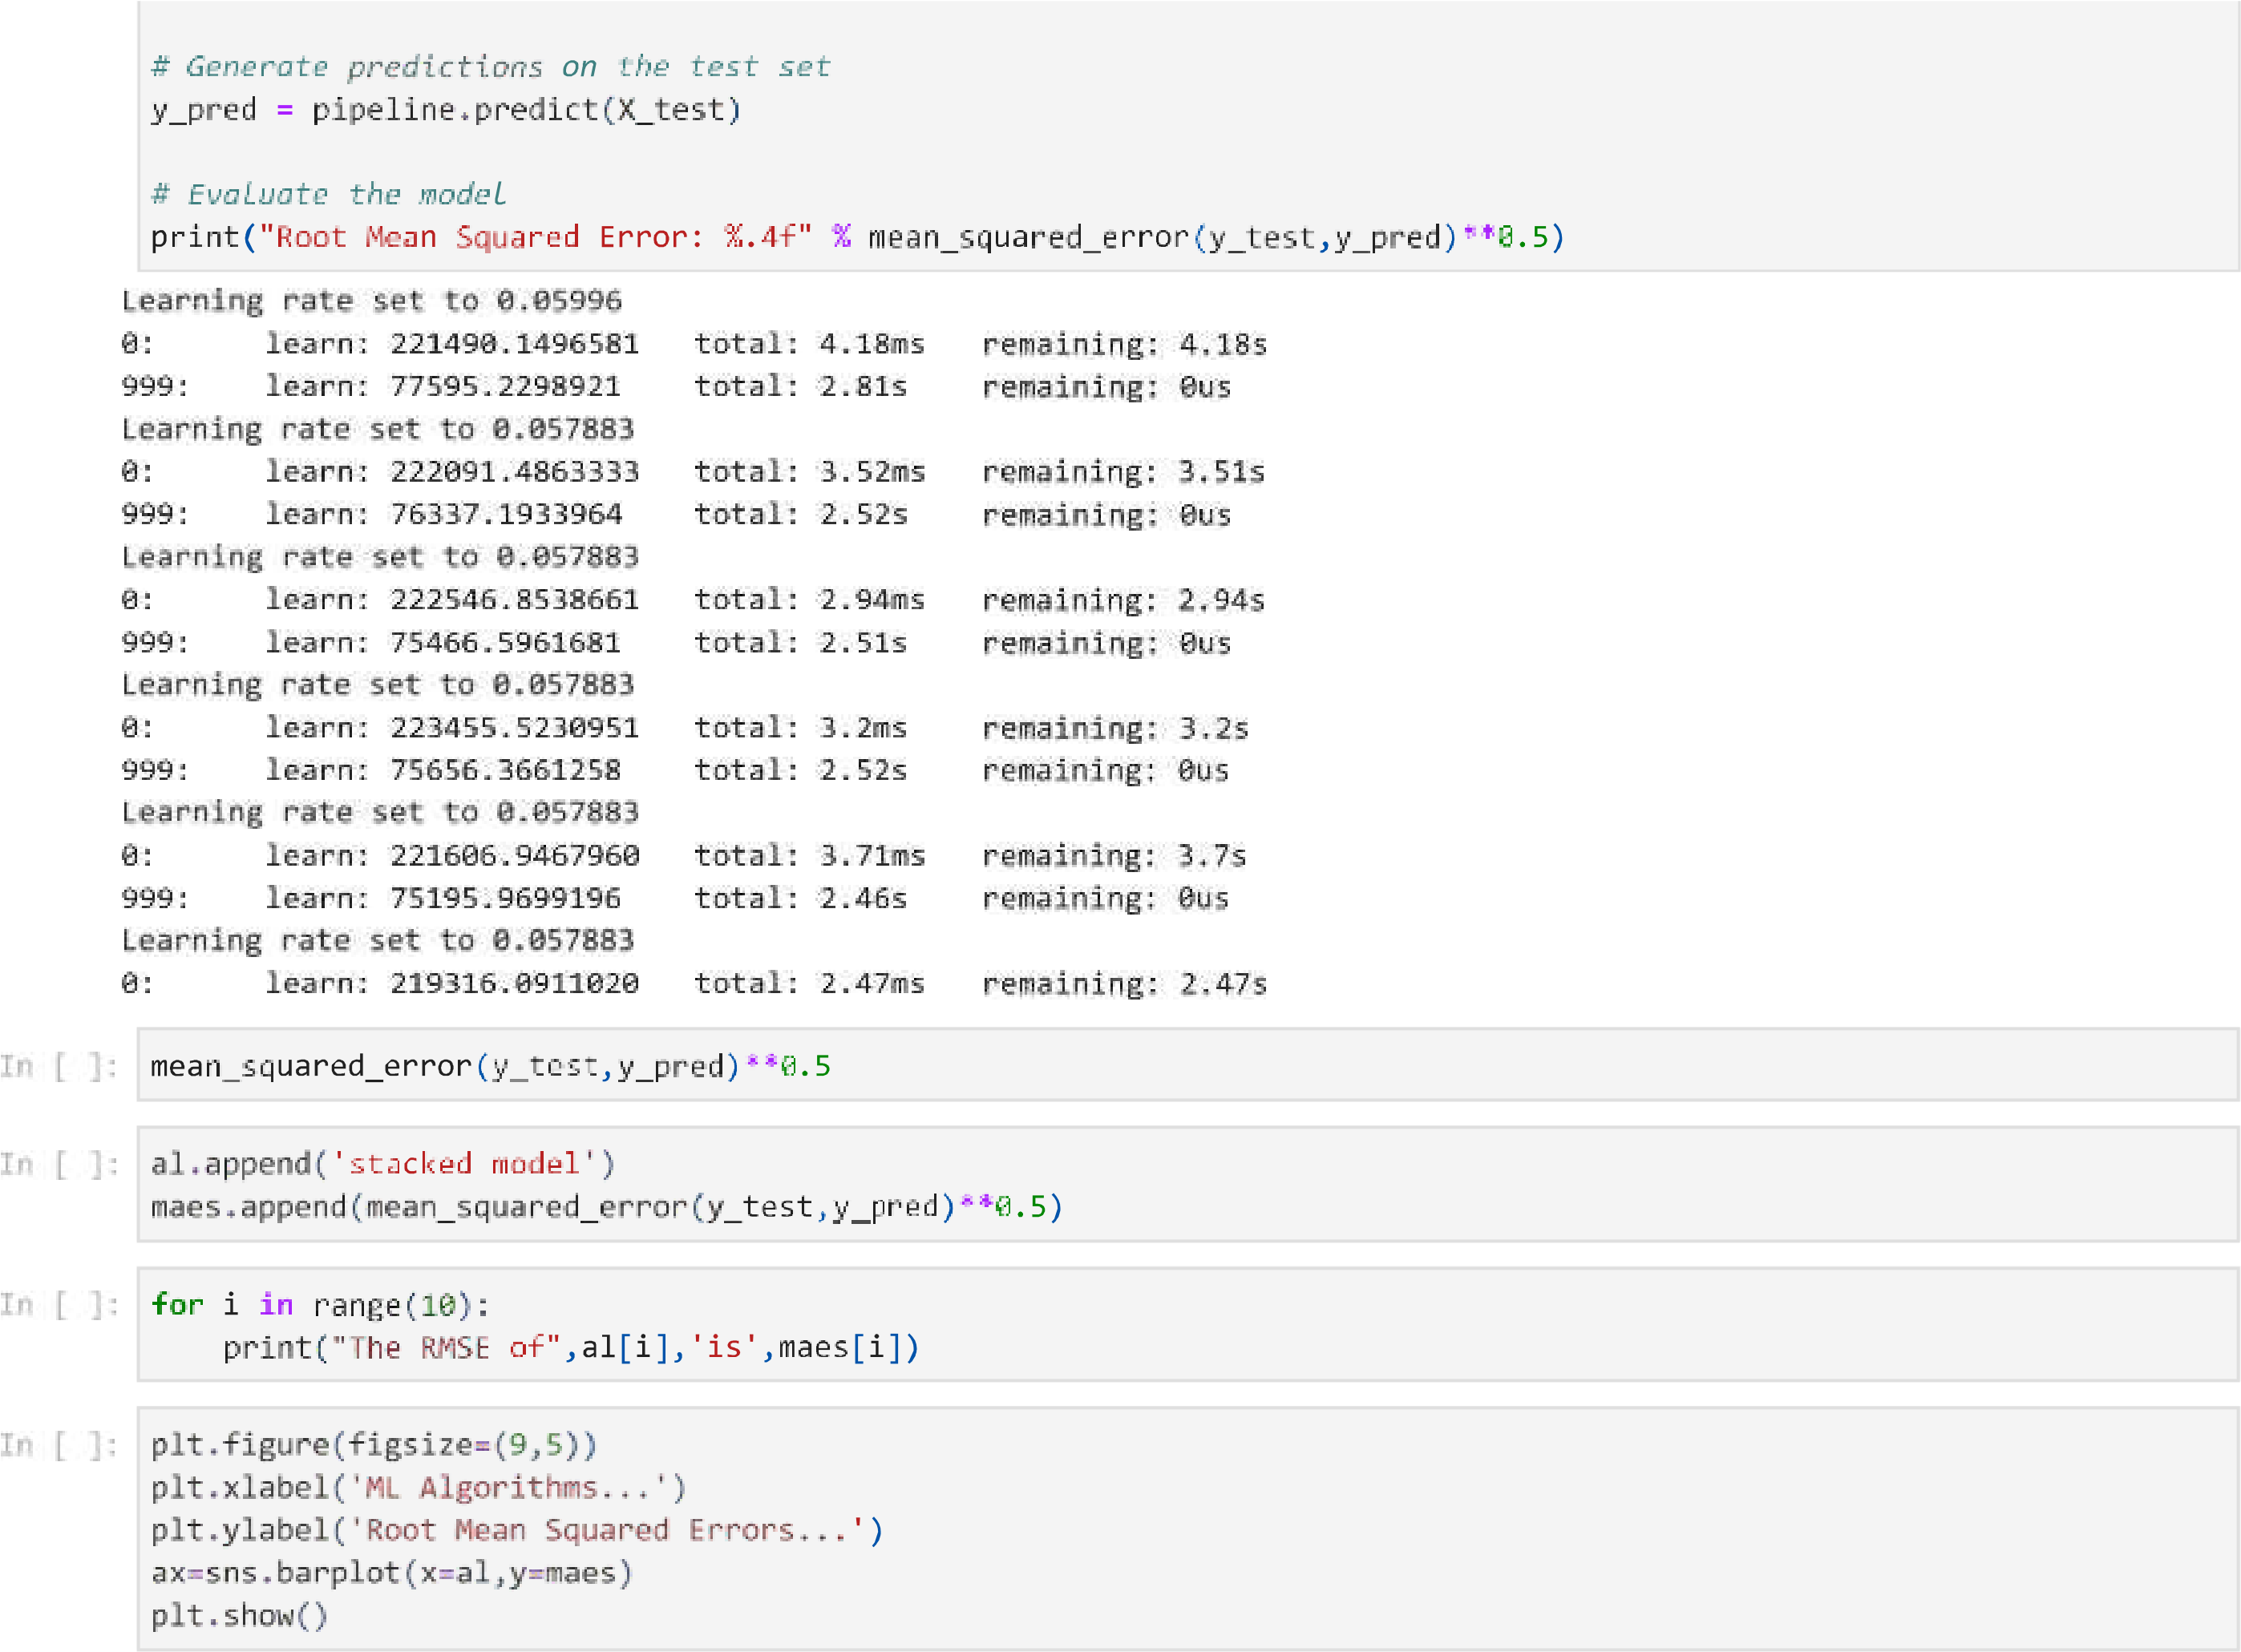 # Generate predictions on the test set
y_pred = pipeline.predict(X_test)
# Evaluate the model
print("Root Mean Squared Error: %.4f" % mean_squared_error(y_test,y_pred)**0.5)
Learning rate set to 0.05996
0:      learn: 221490.1496581   total: 4.18ms   remaining: 4.18s
999:    learn: 77595.2298921    total: 2.81s    remaining: 0us
Learning rate set to 0.057883
0:      learn: 222091.4863333   total: 3.52ms   remaining: 3.51s
999:    learn: 76337.1933964    total: 2.52s    remaining: 0us
Learning rate set to 0.057883
0:      learn: 222546.8538661   total: 2.94ms   remaining: 2.94s
999:    learn: 75466.5961681    total: 2.51s    remaining: 0us
Learning rate set to 0.057883
0:      learn: 223455.5230951   total: 3.2ms    remaining: 3.2s
999:    learn: 75656.3661258    total: 2.52s    remaining: 0us
Learning rate set to 0.057883
0:      learn: 221606.9467960   total: 3.71ms   remaining: 3.7s
999:    learn: 75195.9699196    total: 2.46s    remaining: 0us
Learning rate set to 0.057883
0:      learn: 219316.0911020   total: 2.47ms   remaining: 2.47s
In [ ]: mean_squared_error(y_test,y_pred)**0.5
In [ ]: al.append('stacked model')
maes.append(mean_squared_error(y_test,y_pred)**0.5)
In [ ]: for i in range(10):
    print("The RMSE of",al[i],'is',maes[i])
In [ ]: plt.figure(figsize=(9,5))
plt.xlabel('ML Algorithms...')
plt.ylabel('Root Mean Squared Errors...')
ax=sns.barplot(x=al,y=maes)
plt.show()